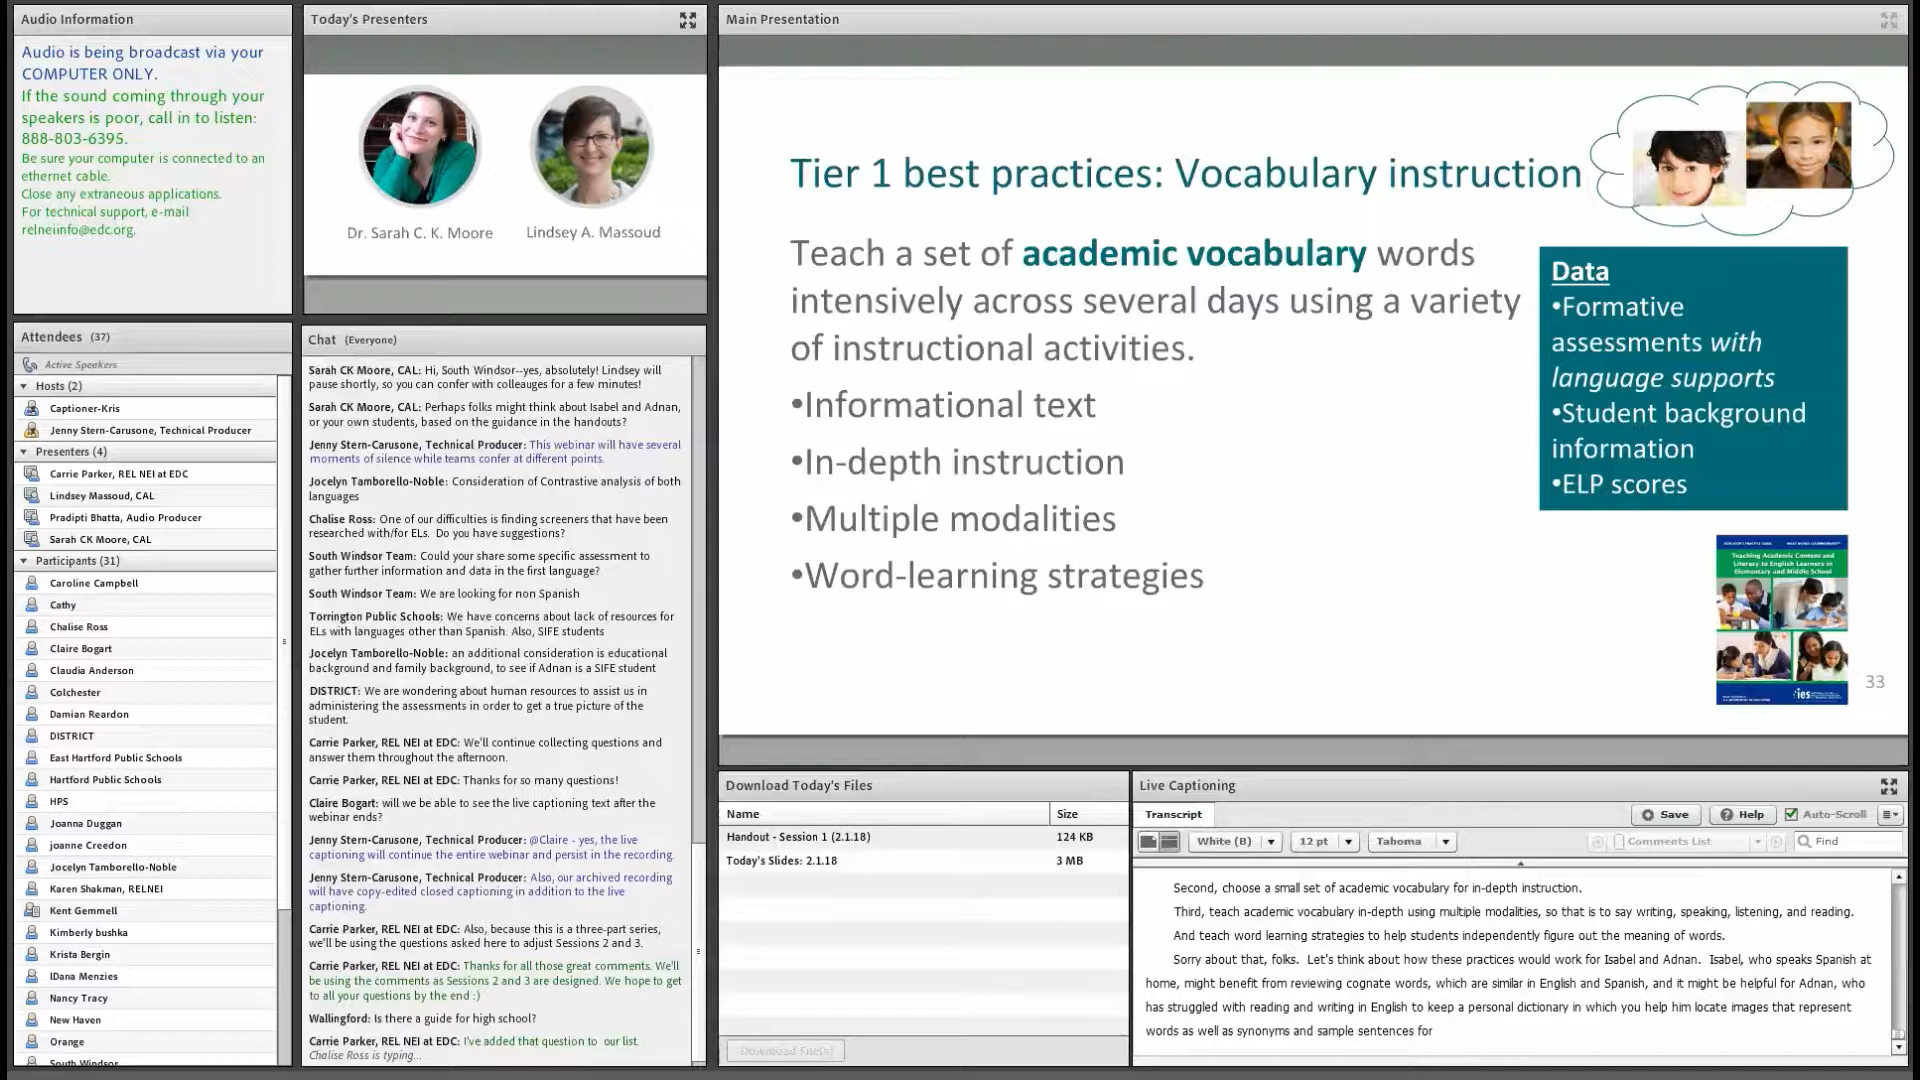 Audio Information
Audio is being broadcast via your
COMPUTER ONLY.
If the sound coming through your
speakers is poor, call in to listen:
888-803-6395.
Be sure your computer is connected to an
ethernet cable.
Close any extraneous applications.
For technical support, e-mail
relneiinfo@edc.org.
Today's Presenters
Dr. Sarah C. K. Moore
Lindsey A. Massoud
Attendees (37)
Active Speakers
Hosts (2)
Captioner-Kris
Jenny Stern-Carusone, Technical Producer
Presenters (4)
Carrie Parker, REL NEI at EDC
Lindsey Massoud, CAL
Pradipti Bhatta, Audio Producer
Sarah CK Moore, CAL
Participants (31)
Caroline Campbell
Cathy
Chalise Ross
Claire Bogart
Claudia Anderson
Colchester
Damian Reardon
DISTRICT
East Hartford Public Schools
Hartford Public Schools
HPS
Joanna Duggan
joanne Creedon
Jocelyn Tamborello-Noble
Karen Shakman, RELNEI
Kent Gemmell
Kimberly bushka
Krista Bergin
lDana Menzies
Nancy Tracy
New Haven
Orange
South Windsor
Chat (Everyone)
Sarah CK Moore, CAL: Hi, South Windsor--yes, absolutely! Lindsey will
pause shortly, so you can confer with colleauges for a few minutes!
Sarah CK Moore, CAL: Perhaps folks might think about Isabel and Adnan,
or your own students, based on the guidance in the handouts?
Jenny Stern-Carusone, Technical Producer: This webinar will have several
moments of silence while teams confer at different points.
Jocelyn Tamborello-Noble: Consideration of Contrastive analysis of both
languages
Chalise Ross: One of our difficulties is finding screeners that have been
researched with/for ELs. Do you have suggestions?
South Windsor Team: Could your share some specific assessment to
gather further information and data in the first language?
South Windsor Team: We are looking for non Spanish
Torrington Public Schools: We have concerns about lack of resources for
ELs with languages other than Spanish. Also, SIFE students
Jocelyn Tamborello-Noble: an additional consideration is educational
background and family background, to see if Adnan is a SIFE student
DISTRICT: We are wondering about human resources to assist us in
administering the assessments in order to get a true picture of the
student.
Carrie Parker, REL NEI at EDC: We'll continue collecting questions and
answer them throughout the afternoon.
Carrie Parker, REL NEI at EDC: Thanks for so many questions!
Claire Bogart: will we be able to see the live captioning text after the
webinar ends?
Jenny Stern-Carusone, Technical Producer: @Claire - yes, the live
captioning will continue the entire webinar and persist in the recording.
Jenny Stern-Carusone, Technical Producer: Also, our archived recording
will have copy-edited closed captioning in addition to the live
captioning.
Carrie Parker, REL NEI at EDC: Also, because this is a three-part series,
we'll be using the questions asked here to adjust Sessions 2 and 3.
Carrie Parker, REL NEI at EDC: Thanks for all those great comments. We'll
be using the comments as Sessions 2 and 3 are designed. We hope to get
to all your questions by the end :)
Wallingford: Is there a guide for high school?
Carrie Parker, REL NEI at EDC: I've added that question to our list.
Chalise Ross is typing...
Main Presentation
Tier 1 best practices: Vocabulary instruction
Teach a set of academic vocabulary words
intensively across several days using a variety
of instructional activities.
•Informational text
•In-depth instruction
•Multiple modalities
•Word-learning strategies
Data
•Formative
assessments with
language supports
•Student background
information
•ELP scores
Teaching Academic Content and
Literacy to English Learners in
Elementary and Middle School
ies
33
Download Today's Files
Name Size
Handout - Session 1 (2.1.18) 124 KB
Today's Slides: 2.1.18 3 MB
Download File(s)
Live Captioning
Transcript
Save
Help
Auto-Scroll
White (B)
12 pt
Tahoma
Comments List
Find
Second, choose a small set of academic vocabulary for in-depth instruction.
Third, teach academic vocabulary in-depth using multiple modalities, so that is to say writing, speaking, listening, and reading.
And teach word learning strategies to help students independently figure out the meaning of words.
Sorry about that, folks. Let's think about how these practices would work for Isabel and Adnan. Isabel, who speaks Spanish at
home, might benefit from reviewing cognate words, which are similar in English and Spanish, and it might be helpful for Adnan, who
has struggled with reading and writing in English to keep a personal dictionary in which you help him locate images that represent
words as well as synonyms and sample sentences for